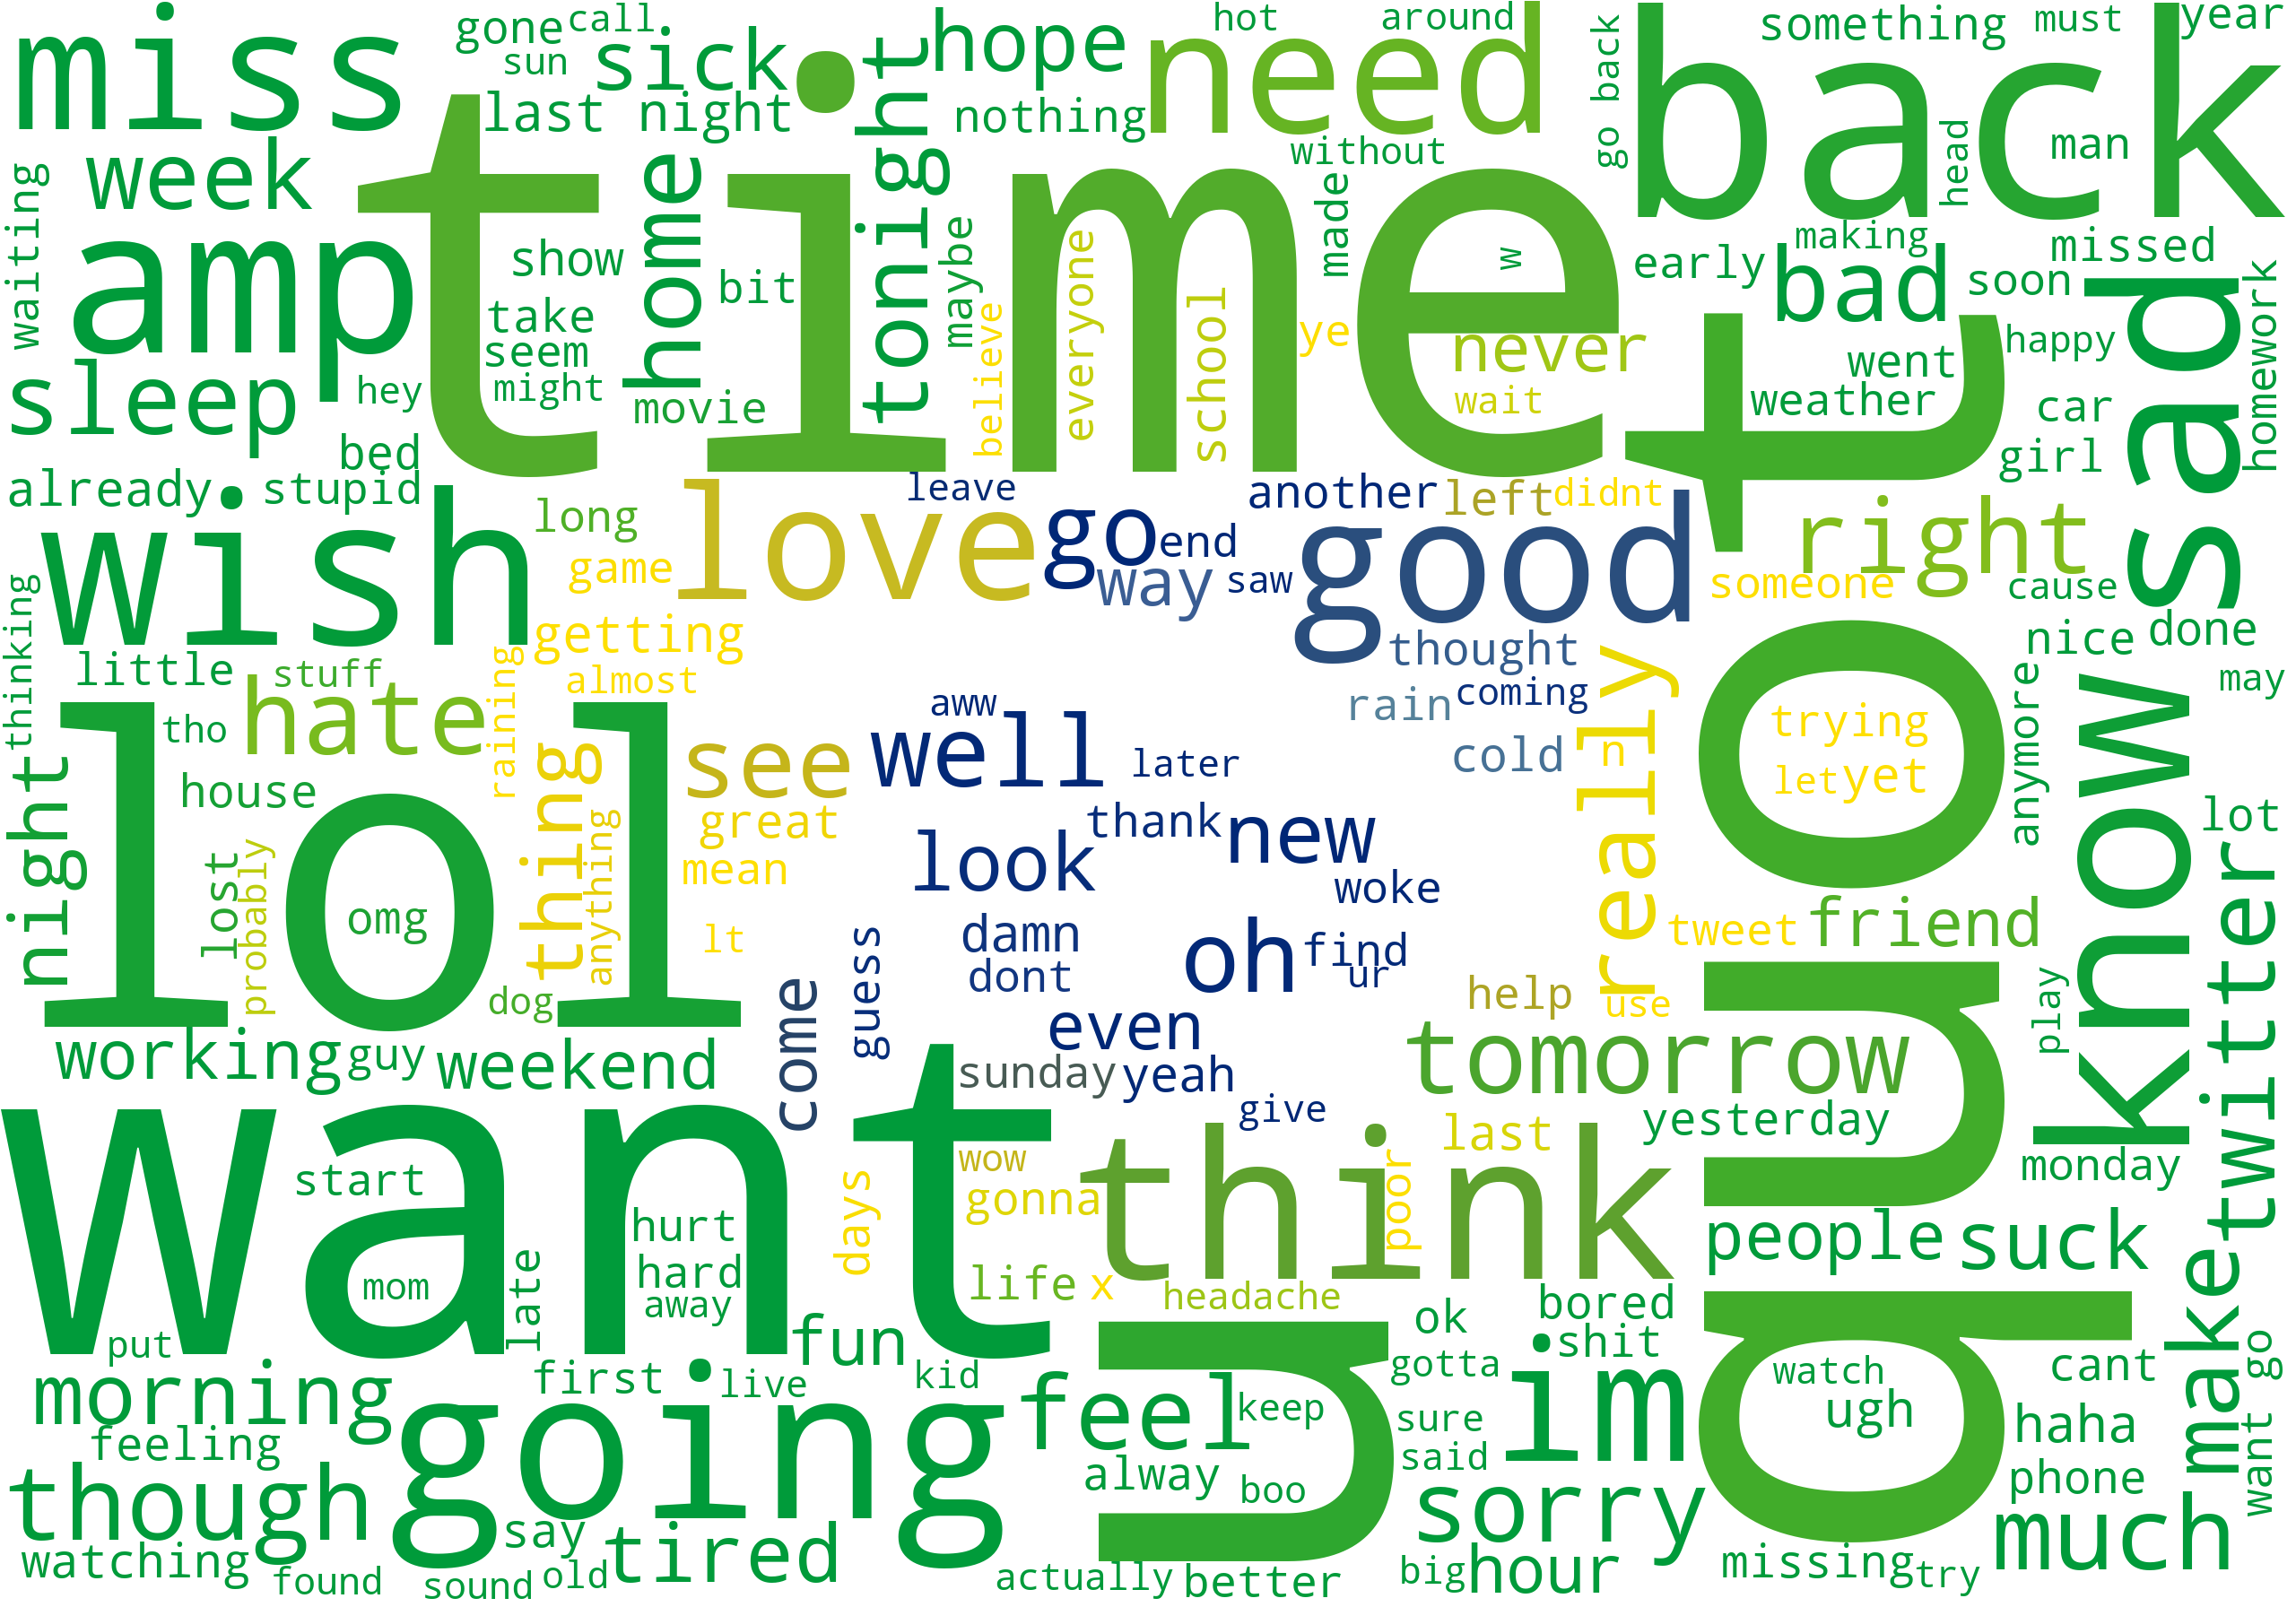 miss
gone
call
sun
sick
last night
tonight
hope
nothing
need
hot
around
without
go back
back
something
must
year
head
man
waiting
week
amp
sleep
time
home
show
take
seem
might
hey
bit
movie
maybe
believe
everyone
school
made
w
ye
never
wait
early
making
bad
missed
soon
went
happy
weather
car
girl
sad
homework
bed
already
stupid
wish
long
game
getting
almost
love
leave
go
end
way
saw
another
left
didnt
good
thought
rain
coming
cold
got
right
someone
cause
nice
done
may
thinking
little
stuff
hate
raining
tho
house
night
lol
lost
probably
omg
thing
anything
dog
see
great
mean
lt
aww
well
later
look
thank
new
woke
damn
dont
oh
find
ur
guess
come
even
sunday
yeah
give
really
n
trying
let
yet
tweet
friend
help
use
anymore
know
lot
twitter
play
working
guy
weekend
tomorrow
yesterday
monday
want
start
mom
late
hurt
hard
away
put
days
wow
gonna
life
x
think
last
poor
headache
day
people
suck
make
fun
morning
feeling
though
watching
found
first
live
kid
going
say
sound
old
tired
feel
keep
alway
boo
u
actually
better
ok
gotta
sure
said
bored
shit
im
sorry
big
hour
watch
ugh
missing
try
cant
haha
phone
much
want go